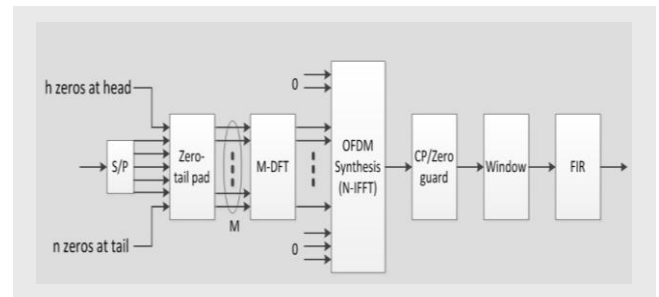 h zeros at head
S/P
Zero-
tail pad
M
n zeros at tail
M-DFT
0
0
OFDM
Synthesis
(N-IFFT)
CP/Zero
guard
Window
FIR